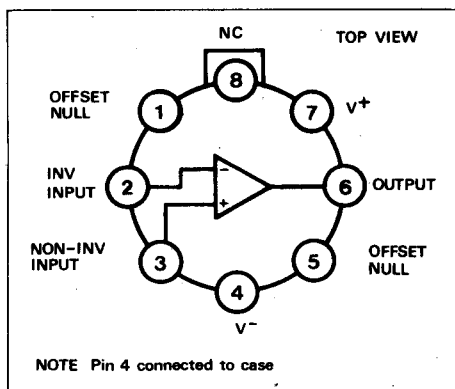 NC
TOP VIEW
8
OFFSET
NULL
1
7
V+
INV
INPUT
2
−
+
6
OUTPUT
NON-INV
INPUT
3
5
OFFSET
NULL
4
V−
NOTE Pin 4 connected to case